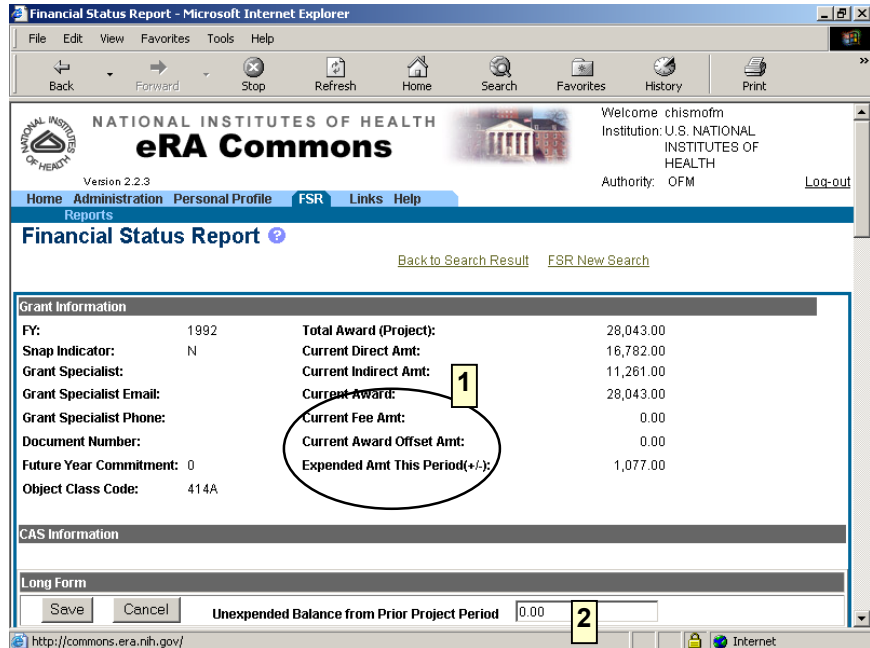 Financial Status Report - Microsoft Internet Explorer
File Edit View Favorites Tools Help
Back Forward Stop Refresh Home Search Favorites History Print »
NATIONAL INSTITUTES OF HEALTH
eRA Commons
NATIONAL INSTITUTES OF HEALTH
Version 2.2.3
Welcome chismofm
Institution: U.S. NATIONAL
INSTITUTES OF
HEALTH
Authority: OFM
Log-out
Home Administration Personal Profile FSR Links Help
Reports
Financial Status Report ?
Back to Search Result FSR New Search
Grant Information
FY: 1992 Total Award (Project): 28,043.00
Snap Indicator: N Current Direct Amt: 16,782.00
Grant Specialist: Current Indirect Amt: 11,261.00
1
Grant Specialist Email: Current Award: 28,043.00
Grant Specialist Phone: Current Fee Amt: 0.00
Document Number: Current Award Offset Amt: 0.00
Future Year Commitment: 0 Expended Amt This Period(+/-): 1,077.00
Object Class Code: 414A
CAS Information
Long Form
Save Cancel Unexpended Balance from Prior Project Period 0.00
2
http://commons.era.nih.gov/ Internet